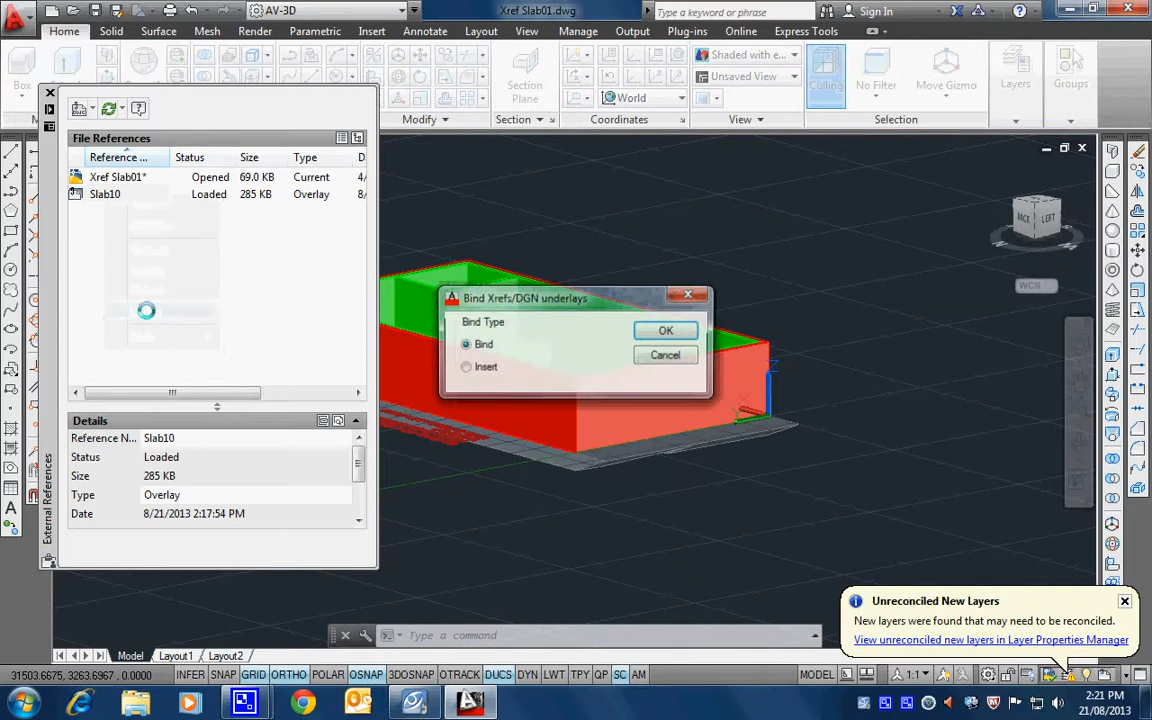 AV-3D
Xref Slab01.dwg
Type a keyword or phrase
Sign In
Home Solid Surface Mesh Render Parametric Insert Annotate Layout View Manage Output Plug-ins Online Express Tools
Box
Section Plane
Shaded with e...
Unsaved View
World
Culling
No Filter
Move Gizmo
Layers
Groups
Modify
Section
Coordinates
View
Selection
File References
Reference ... Status Size Type D
Xref Slab01* Opened 69.0 KB Current 4/
Slab10 Loaded 285 KB Overlay 8/
Details
Reference N... Slab10
Status Loaded
Size 285 KB
Type Overlay
Date 8/21/2013 2:17:54 PM
External References
Bind Xrefs/DGN underlays
Bind Type
Bind
Insert
OK
Cancel
BACK LEFT
WCS
Z
Unreconciled New Layers
New layers were found that may need to be reconciled.
View unreconciled new layers in Layer Properties Manager
Type a command
Model Layout1 Layout2
31503.6675, 3263.6967, 0.0000
INFER SNAP GRID ORTHO POLAR OSNAP 3DOSNAP OTRACK DUCS DYN LWT TPY QP SC AM
MODEL
1:1
2:21 PM
21/08/2013